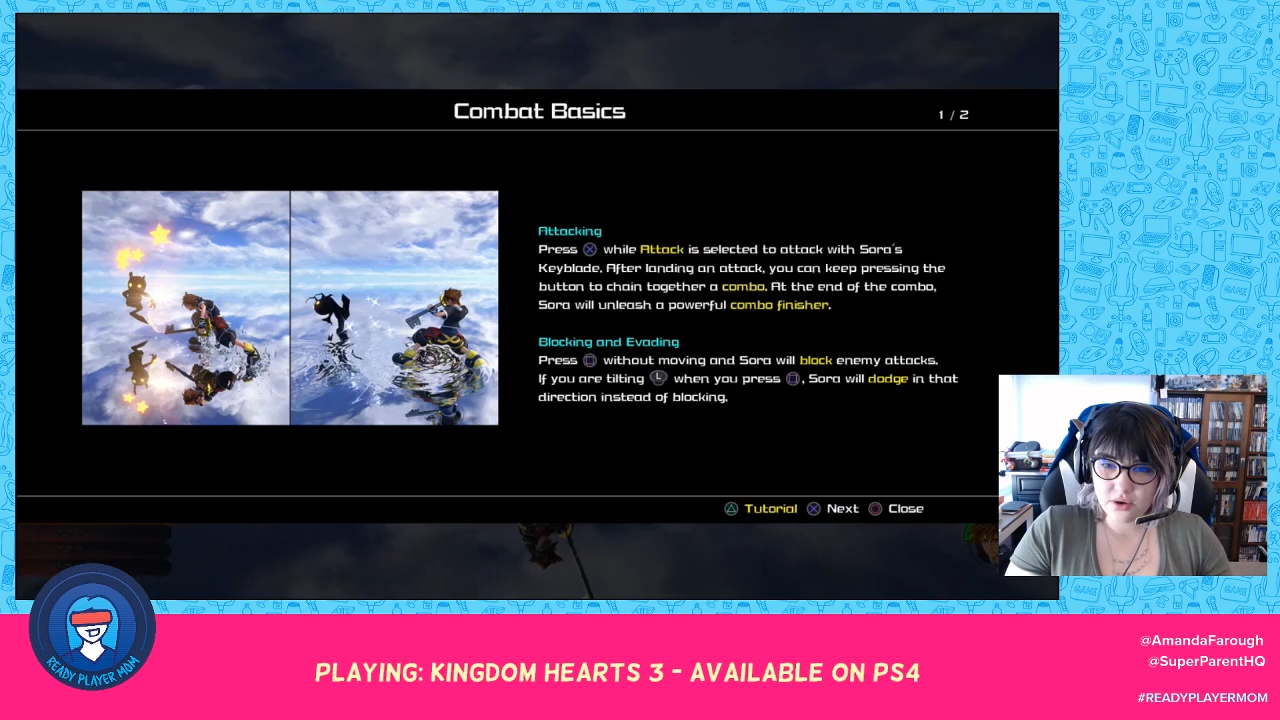 Combat Basics
1 / 2
Attacking
Press while Attack is selected to attack with Sora's
Keyblade. After landing an attack, you can keep pressing the
button to chain together a combo. At the end of the combo,
Sora will unleash a powerful combo finisher.
Blocking and Evading
Press without moving and Sora will block enemy attacks.
If you are tilting L when you press , Sora will dodge in that
direction instead of blocking.
Tutorial Next Close
READY PLAYER MOM
PLAYING: KINGDOM HEARTS 3 - AVAILABLE ON PS4
@AmandaFarough
@SuperParentHQ
#READYPLAYERMOM
GAME